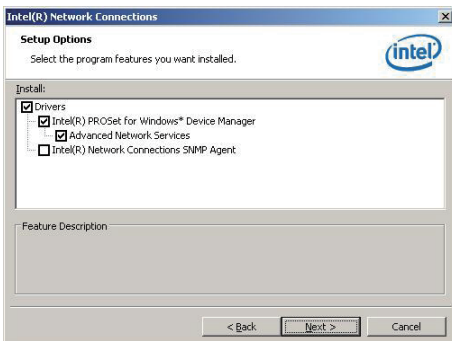 Intel(R) Network Connections
Setup Options
Select the program features you want installed.
intel
Install:
Drivers
Intel(R) PROSet for Windows* Device Manager
Advanced Network Services
Intel(R) Network Connections SNMP Agent
Feature Description
< Back
Next >
Cancel